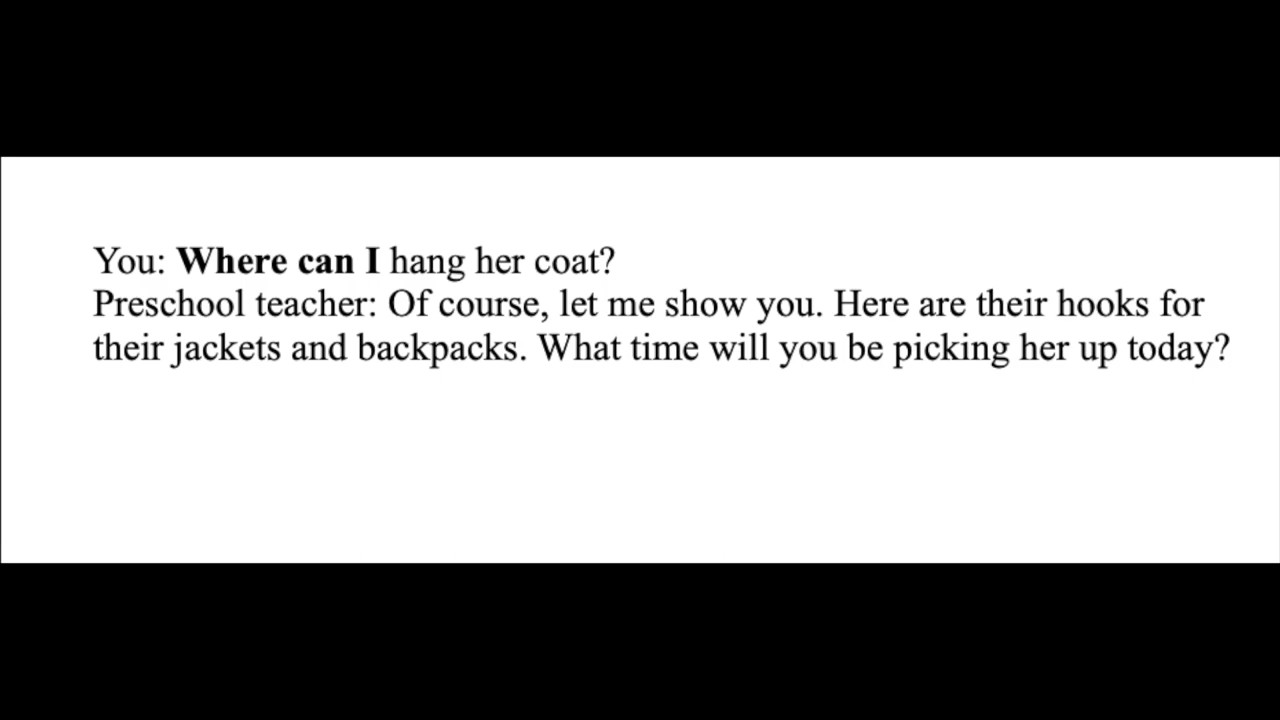 You: Where can I hang her coat?
Preschool teacher: Of course, let me show you. Here are their hooks for
their jackets and backpacks. What time will you be picking her up today?